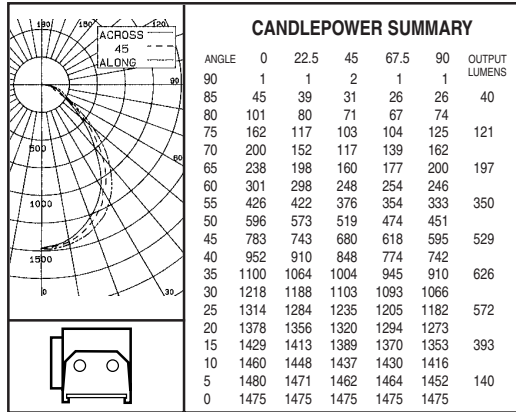 180
150
120
ACROSS
45
ALONG
90
500
60
1000
1500
0
30
CANDLEPOWER SUMMARY
ANGLE 0 22.5 45 67.5 90 OUTPUT LUMENS
90 1 1 2 1 1
85 45 39 31 26 26 40
80 101 80 71 67 74
75 162 117 103 104 125 121
70 200 152 117 139 162
65 238 198 160 177 200 197
60 301 298 248 254 246
55 426 422 376 354 333 350
50 596 573 519 474 451
45 783 743 680 618 595 529
40 952 910 848 774 742
35 1100 1064 1004 945 910 626
30 1218 1188 1103 1093 1066
25 1314 1284 1235 1205 1182 572
20 1378 1356 1320 1294 1273
15 1429 1413 1389 1370 1353 393
10 1460 1448 1437 1430 1416
5 1480 1471 1462 1464 1452 140
0 1475 1475 1475 1475 1475